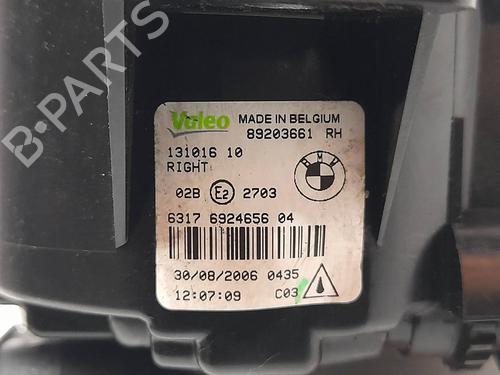 B-PARTS
Valeo MADE IN BELGIUM
89203661 RH
131016 10
RIGHT
BMW
02B E2 2703
6317 6924656 04
30/08/2006 0435
12:07:09 C03